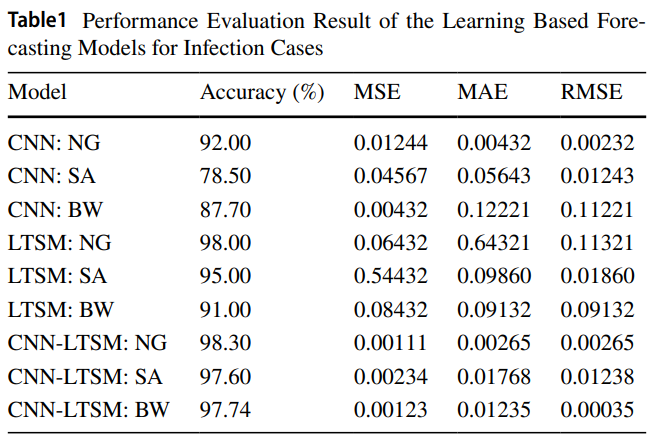 Table1 Performance Evaluation Result of the Learning Based Fore-
casting Models for Infection Cases
Model Accuracy (%) MSE MAE RMSE
CNN: NG 92.00 0.01244 0.00432 0.00232
CNN: SA 78.50 0.04567 0.05643 0.01243
CNN: BW 87.70 0.00432 0.12221 0.11221
LTSM: NG 98.00 0.06432 0.64321 0.11321
LTSM: SA 95.00 0.54432 0.09860 0.01860
LTSM: BW 91.00 0.08432 0.09132 0.09132
CNN-LTSM: NG 98.30 0.00111 0.00265 0.00265
CNN-LTSM: SA 97.60 0.00234 0.01768 0.01238
CNN-LTSM: BW 97.74 0.00123 0.01235 0.00035